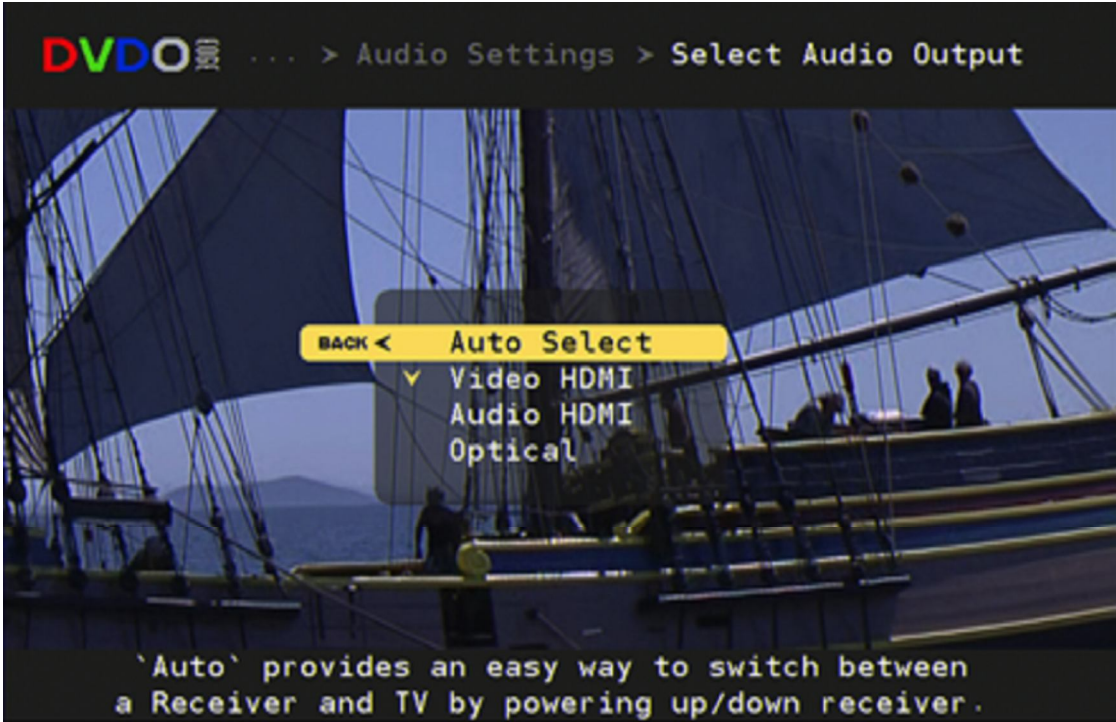 DVDO EDGE ... > Audio Settings > Select Audio Output
BACK < Auto Select
Video HDMI
Audio HDMI
Optical
`Auto` provides an easy way to switch between
a Receiver and TV by powering up/down receiver.